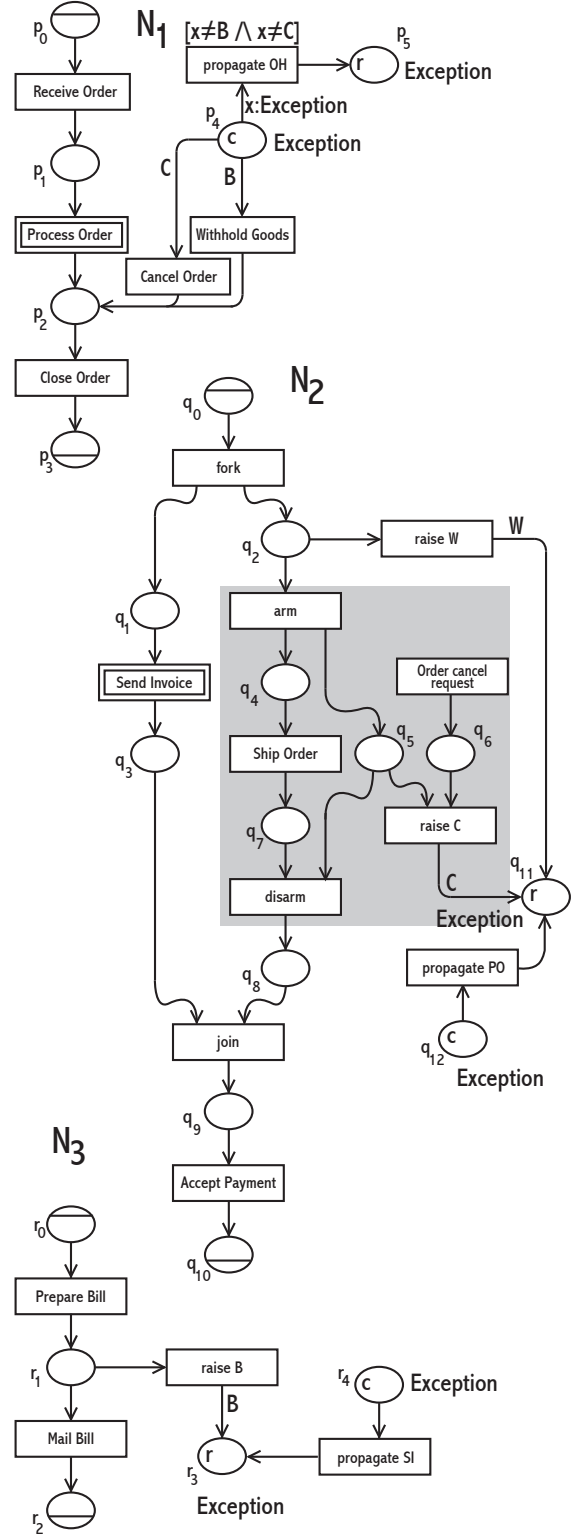 p0
N1
[x≠B ⋀ x≠C]
p5
propagate OH
r
Exception
Receive Order
x:Exception
p4
c
Exception
p1
C
B
Process Order
Withhold Goods
Cancel Order
p2
Close Order
N2
q0
p3
fork
W
q2
raise W
arm
q1
Order cancel
request
Send Invoice
q4
q5
q6
Ship Order
q3
q7
raise C
q11
C
r
disarm
Exception
q8
propagate PO
join
q12
c
Exception
q9
N3
Accept Payment
r0
q10
Prepare Bill
r1
raise B
r4
c
Exception
B
Mail Bill
r
propagate SI
r3
Exception
r2